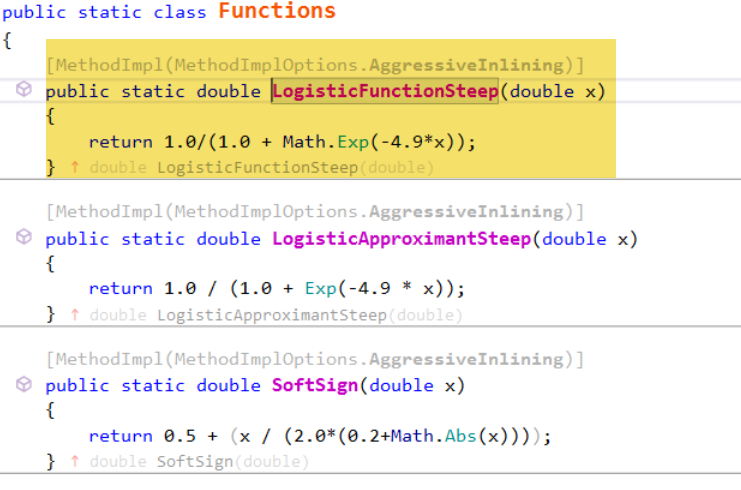 public static class Functions
{
[MethodImpl(MethodImplOptions.AggressiveInlining)]
public static double LogisticFunctionSteep(double x)
{
return 1.0/(1.0 + Math.Exp(-4.9*x));
} ↑ double LogisticFunctionSteep(double)
[MethodImpl(MethodImplOptions.AggressiveInlining)]
public static double LogisticApproximantSteep(double x)
{
return 1.0 / (1.0 + Exp(-4.9 * x));
} ↑ double LogisticApproximantSteep(double)
[MethodImpl(MethodImplOptions.AggressiveInlining)]
public static double SoftSign(double x)
{
return 0.5 + (x / (2.0*(0.2+Math.Abs(x))));
} ↑ double SoftSign(double)